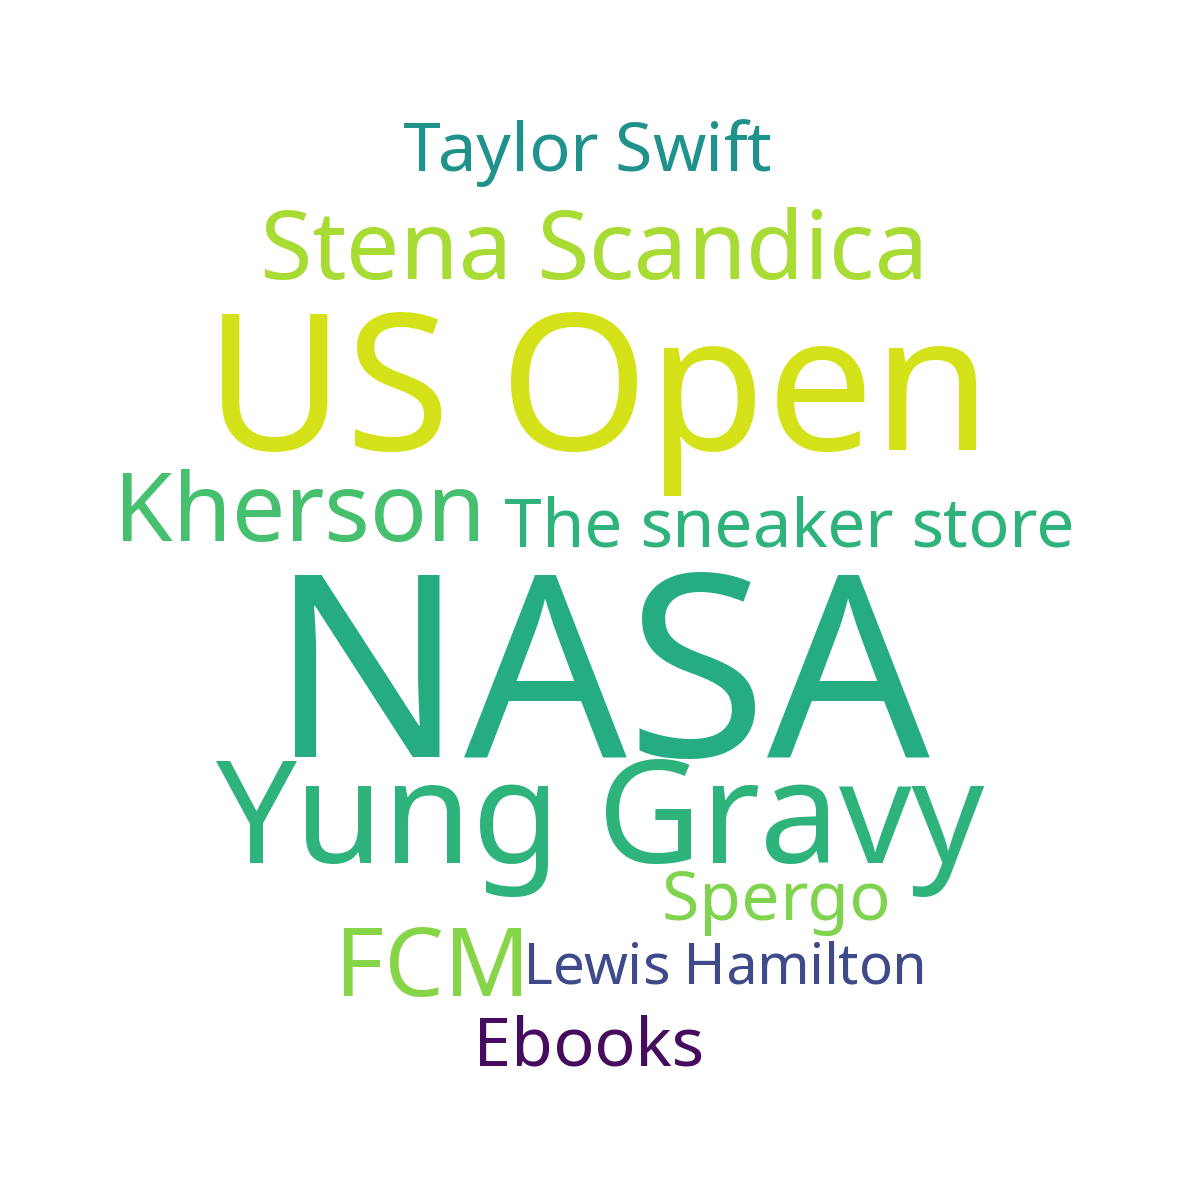 Taylor Swift
Stena Scandica
US Open
Kherson
The sneaker store
NASA
Yung Gravy
Spergo
FCM
Lewis Hamilton
Ebooks